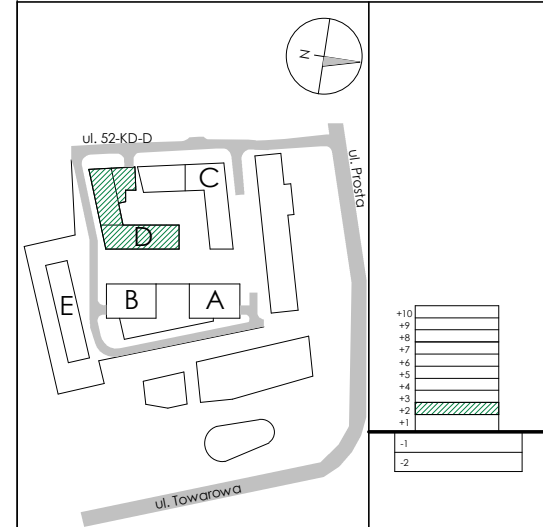 N
ul. 52-KD-D
ul. Prosta
C
D
E
B
A
ul. Towarowa
+10
+9
+8
+7
+6
+5
+4
+3
+2
+1
-1
-2